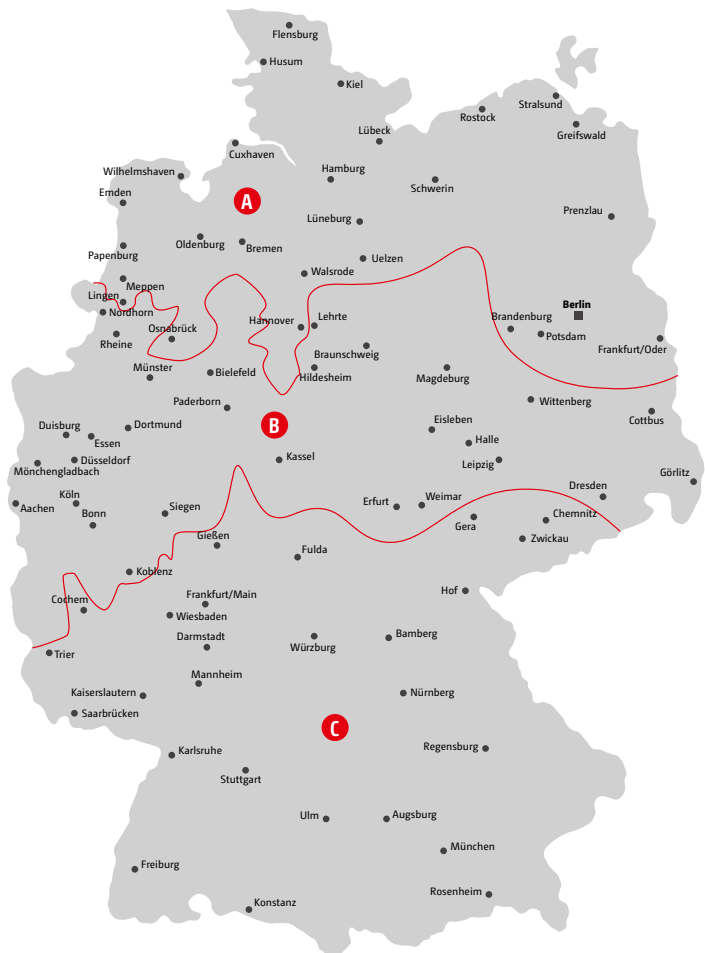 Flensburg
Husum
Kiel
Stralsund
Rostock
Greifswald
Lübeck
Cuxhaven
Wilhelmshaven
Hamburg
Schwerin
Emden
A
Prenzlau
Lüneburg
Oldenburg
Bremen
Papenburg
Uelzen
Walsrode
Meppen
Lingen
Berlin
Nordhorn
Hannover
Lehrte
Brandenburg
Osnabrück
Potsdam
Rheine
Frankfurt/Oder
Braunschweig
Münster
Bielefeld
Hildesheim
Magdeburg
Paderborn
Wittenberg
Cottbus
Eisleben
Duisburg
Dortmund
B
Essen
Halle
Düsseldorf
Kassel
Leipzig
Mönchengladbach
Görlitz
Dresden
Köln
Weimar
Erfurt
Aachen
Siegen
Bonn
Chemnitz
Gera
Gießen
Zwickau
Fulda
Koblenz
Hof
Frankfurt/Main
Cochem
Wiesbaden
Darmstadt
Bamberg
Würzburg
Trier
Mannheim
Kaiserslautern
Nürnberg
Saarbrücken
C
Regensburg
Karlsruhe
Stuttgart
Ulm
Augsburg
München
Freiburg
Rosenheim
Konstanz